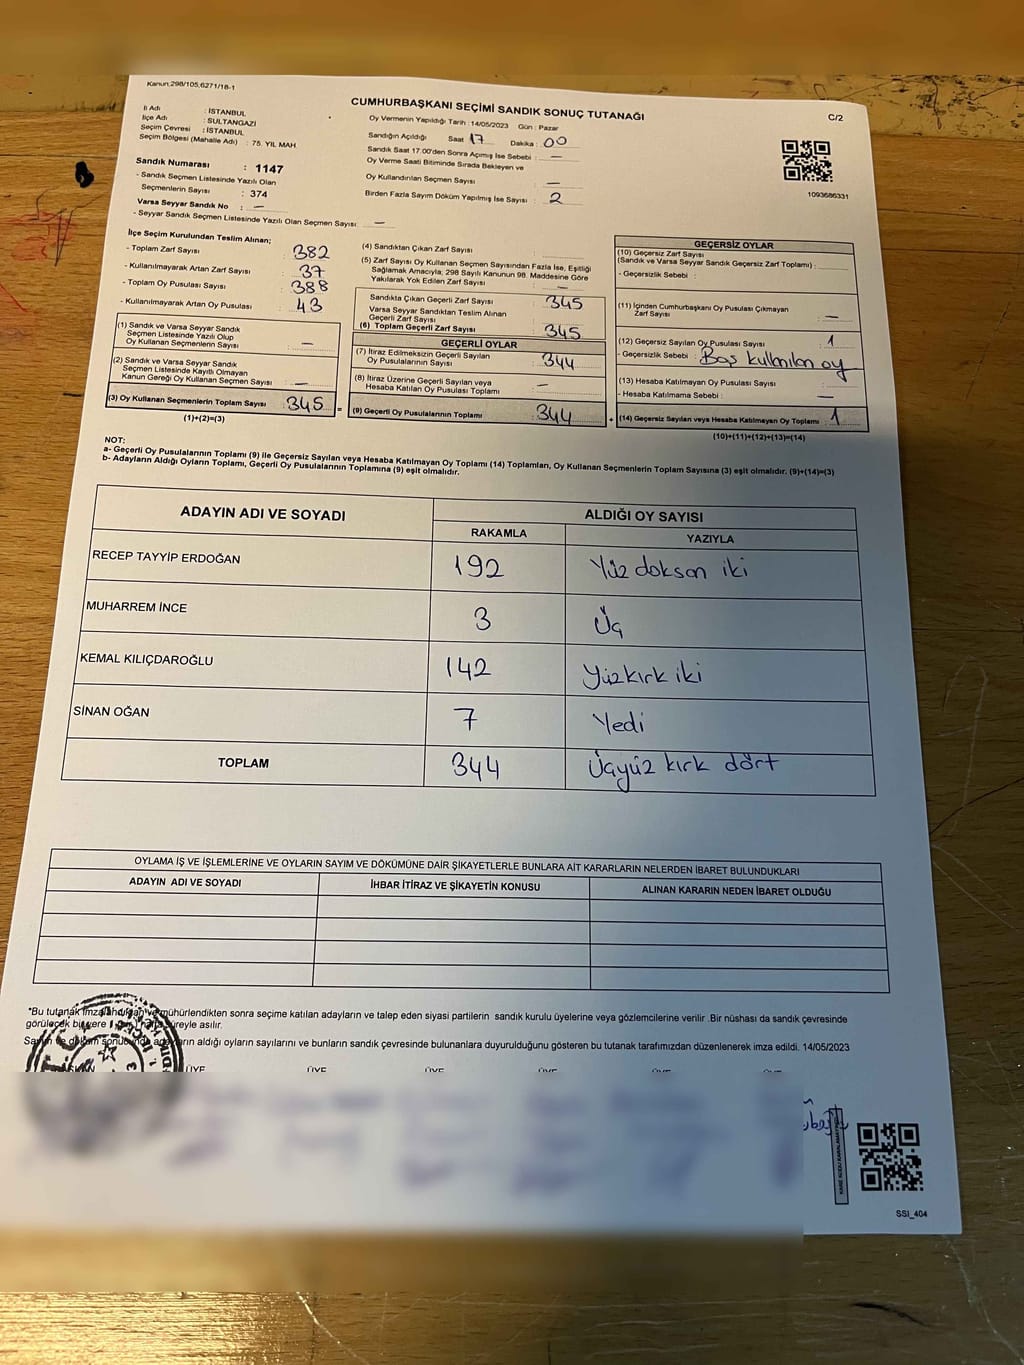 Kanun;298/105;6271/18-1
CUMHURBAŞKANI SEÇİMİ SANDIK SONUÇ TUTANAĞI
C/2
İl Adı : İSTANBUL
İlçe Adı : SULTANGAZİ
Seçim Çevresi : İSTANBUL
Seçim Bölgesi (Mahalle Adı) : 75. YIL MAH
Sandık Numarası : 1147
- Sandık Seçmen Listesinde Yazılı Olan
Seçmenlerin Sayısı : 374
Varsa Seyyar Sandık No : —
- Seyyar Sandık Seçmen Listesinde Yazılı Olan Seçmen Sayısı: —
Oy Vermenin Yapıldığı Tarih :14/05/2023 Gün : Pazar
Sandığın Açıldığı Saat 17 Dakika : 00
Sandık Saat 17:00'den Sonra Açımış İse Sebebi : —
Oy Verme Saati Bitiminde Sırada Bekleyen ve
Oy Kullandırılan Seçmen Sayısı : —
Birden Fazla Sayım Döküm Yapılmış İse Sayısı : 2
1093686331
İlçe Seçim Kurulundan Teslim Alınan;
- Toplam Zarf Sayısı : 382
- Kullanılmayarak Artan Zarf Sayısı : 37
- Toplam Oy Pusulası Sayısı : 388
- Kullanılmayarak Artan Oy Pusulası : 43
(1) Sandık ve Varsa Seyyar Sandık
Seçmen Listesinde Yazılı Olup
Oy Kullanan Seçmenlerin Sayısı : —
(2) Sandık ve Varsa Seyyar Sandık
Seçmen Listesinde Kayıtlı Olmayan
Kanun Gereği Oy Kullanan Seçmen Sayısı : —
(3) Oy Kullanan Seçmenlerin Toplam Sayısı : 345
(1)+(2)=(3)
(4) Sandıktan Çıkan Zarf Sayısı :
(5) Zarf Sayısı Oy Kullanan Seçmen Sayısından Fazla İse, Eşitliği
Sağlamak Amacıyla; 298 Sayılı Kanunun 98. Maddesine Göre
Yakılarak Yok Edilen Zarf Sayısı : —
Sandıkta Çıkan Geçerli Zarf Sayısı : 345
Varsa Seyyar Sandıktan Teslim Alınan
Geçerli Zarf Sayısı
(6) Toplam Geçerli Zarf Sayısı : 345
GEÇERLİ OYLAR
(7) İtiraz Edilmeksizin Geçerli Sayılan
Oy Pusulalarının Sayısı : 344
(8) İtiraz Üzerine Geçerli Sayılan veya
Hesaba Katılan Oy Pusulası Toplamı : —
= (9) Geçerli Oy Pusulalarının Toplamı : 344
GEÇERSİZ OYLAR
(10) Geçersiz Zarf Sayısı
(Sandık ve Varsa Seyyar Sandık Geçersiz Zarf Toplamı) :
- Geçersizlik Sebebi :
(11) İçinden Cumhurbaşkanı Oy Pusulası Çıkmayan
Zarf Sayısı : —
(12) Geçersiz Sayılan Oy Pusulası Sayısı : 1
- Geçersizlik Sebebi : Boş kullanılan oy
(13) Hesaba Katılmayan Oy Pusulası Sayısı :
- Hesaba Katılmama Sebebi : —
+ (14) Geçersiz Sayılan veya Hesaba Katılmayan Oy Toplamı : 1
(10)+(11)+(12)+(13)=(14)
NOT:
a- Geçerli Oy Pusulalarının Toplamı (9) ile Geçersiz Sayılan veya Hesaba Katılmayan Oy Toplamı (14) Toplamları, Oy Kullanan Seçmenlerin Toplam Sayısına (3) eşit olmalıdır. (9)+(14)=(3)
b- Adayların Aldığı Oyların Toplamı, Geçerli Oy Pusulalarının Toplamına (9) eşit olmalıdır.
ADAYIN ADI VE SOYADI ALDIĞI OY SAYISI
RAKAMLA YAZIYLA
RECEP TAYYİP ERDOĞAN 192 Yüz doksan iki
MUHARREM İNCE 3 Üç
KEMAL KILIÇDAROĞLU 142 Yüzkırk iki
SİNAN OĞAN 7 Yedi
TOPLAM 344 Üçyüz kırk dört
OYLAMA İŞ VE İŞLEMLERİNE VE OYLARIN SAYIM VE DÖKÜMÜNE DAİR ŞİKAYETLERLE BUNLARA AİT KARARLARIN NELERDEN İBARET BULUNDUKLARI
ADAYIN ADI VE SOYADI İHBAR İTİRAZ VE ŞİKAYETİN KONUSU ALINAN KARARIN NEDEN İBARET OLDUĞU
"Bu tutanak imzalandıktan ve mühürlendikten sonra seçime katılan adayların ve talep eden siyasi partilerin sandık kurulu üyelerine veya gözlemcilerine verilir .Bir nüshası da sandık çevresinde
görülecek bir yere süreyle asılır.
Sayım ve döküm sonucunda adayların aldığı oyların sayılarını ve bunların sandık çevresinde bulunanlara duyurulduğunu gösteren bu tutanak tarafımızdan düzenlenerek imza edildi. 14/05/2023
BAŞKAN ÜYE ÜYE ÜYE ÜYE ÜYE ÜYE
SSI_404